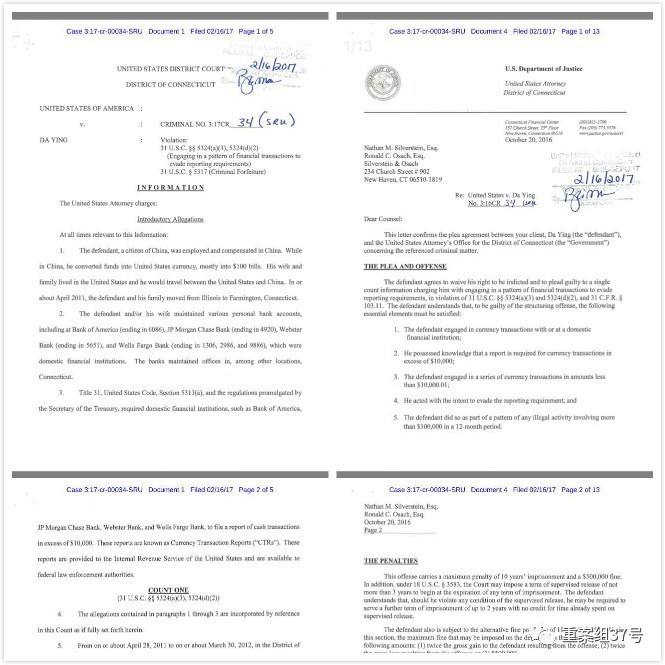 Case 3:17-cr-00034-SRU Document 1 Filed 02/16/17 Page 1 of 5
UNITED STATES DISTRICT COURT
2/16/2017
DISTRICT OF CONNECTICUT
UNITED STATES OF AMERICA :
v. : CRIMINAL NO. 3:17CR 34 (SRU)
DA YING : Violation:
31 U.S.C. §§ 5324(a)(3), 5324(d)(2)
(Engaging in a pattern of financial transactions to
evade reporting requirements)
31 U.S.C. § 5317 (Criminal Forfeiture)
INFORMATION
The United States Attorney charges:
Introductory Allegations
At all times relevant to this Information:
1. The defendant, a citizen of China, was employed and compensated in China. While
in China, he converted funds into United States currency, mostly into $100 bills. His wife and
family lived in the United States and he would travel between the United States and China. In or
about April 2011, the defendant and his family moved from Illinois to Farmington, Connecticut.
2. The defendant and/or his wife maintained various personal bank accounts,
including at Bank of America (ending in 6086), JP Morgan Chase Bank (ending in 4920), Webster
Bank (ending in 5651), and Wells Fargo Bank (ending in 1306, 2986, and 9886), which were
domestic financial institutions. The banks maintained offices in, among other locations,
Connecticut.
3. Title 31, United States Code, Section 5313(a), and the regulations promulgated by
the Secretary of the Treasury, required domestic financial institutions, such as Bank of America,
Case 3:17-cr-00034-SRU Document 4 Filed 02/16/17 Page 1 of 13
1/13
U.S. Department of Justice
United States Attorney
District of Connecticut
Connecticut Financial Center
157 Church Street, 25th Floor
New Haven, Connecticut 06510
October 20, 2016
Nathan M. Silverstein, Esq.
Ronald C. Osach, Esq.
Silverstein & Osach
234 Church Street # 902
New Haven, CT 06510-1819
2/16/2017
Re: United States v. Da Ying
No. 3:16CR 34
Dear Counsel:
This letter confirms the plea agreement between your client, Da Ying (the "defendant"),
and the United States Attorney's Office for the District of Connecticut (the "Government")
concerning the referenced criminal matter.
THE PLEA AND OFFENSE
The defendant agrees to waive his right to be indicted and to plead guilty to a single
count information charging him with engaging in a pattern of financial transactions to evade
reporting requirements, in violation of 31 U.S.C. §§ 5324(a)(3) and 5324(d)(2), and 31 C.F.R. §
103.11. The defendant understands that, to be guilty of the structuring offense, the following
essential elements must be satisfied:
1. The defendant engaged in currency transactions with or at a domestic
financial institution;
2. He possessed knowledge that a report is required for currency transactions in
excess of $10,000;
3. The defendant engaged in a series of currency transactions in amounts less
than $10,000.01;
4. He acted with the intent to evade the reporting requirement; and
5. The defendant did so as part of a pattern of any illegal activity involving more
than $100,000 in a 12-month period.
Case 3:17-cr-00034-SRU Document 1 Filed 02/16/17 Page 2 of 5
JP Morgan Chase Bank, Webster Bank, and Wells Fargo Bank, to file a report of cash transactions
in excess of $10,000. These reports are known as Currency Transaction Reports ("CTRs"). These
reports are provided to the Internal Revenue Service of the United States and are available to
federal law enforcement authorities.
COUNT ONE
(31 U.S.C. §§ 5324(a)(3), 5324(d)(2))
4. The allegations contained in paragraphs 1 through 3 are incorporated by reference
in this Count as if fully set forth herein.
5. From on or about April 28, 2011 to on or about March 30, 2012, in the District of
Case 3:17-cr-00034-SRU Document 4 Filed 02/16/17 Page 2 of 13
Nathan M. Silverstein, Esq.
Ronald C. Osach, Esq.
October 20, 2016
Page 2
THE PENALTIES
This offense carries a maximum penalty of 10 years' imprisonment and a $500,000 fine.
In addition, under 18 U.S.C. § 3583, the Court may impose a term of supervised release of
not more than 3 years to begin at the expiration of any term of imprisonment. The defendant
understands that, should he violate any condition of the supervised release, he may be required to
serve a further term of imprisonment of up to 2 years with no credit for time already spent on
supervised release.
The defendant also is subject to the alternative fine
this section, the maximum fine that may be imposed on the
following amounts: (1) twice the gross gain to the defendant resulting from the offense; (2) twice
重案组37号